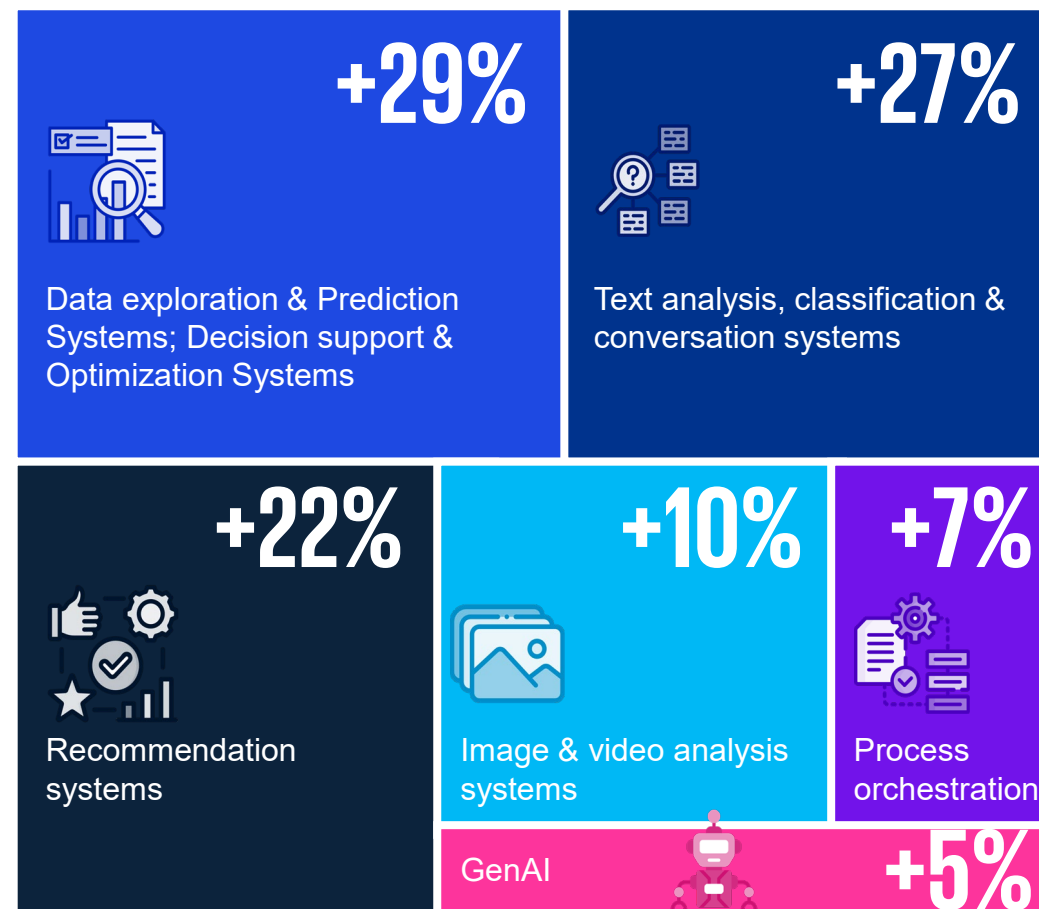 +29%
Data exploration & Prediction
Systems; Decision support &
Optimization Systems
+27%
?
Text analysis, classification &
conversation systems
+22%
Recommendation
systems
+10%
Image & video analysis
systems
+7%
Process
orchestration
GenAI
+5%